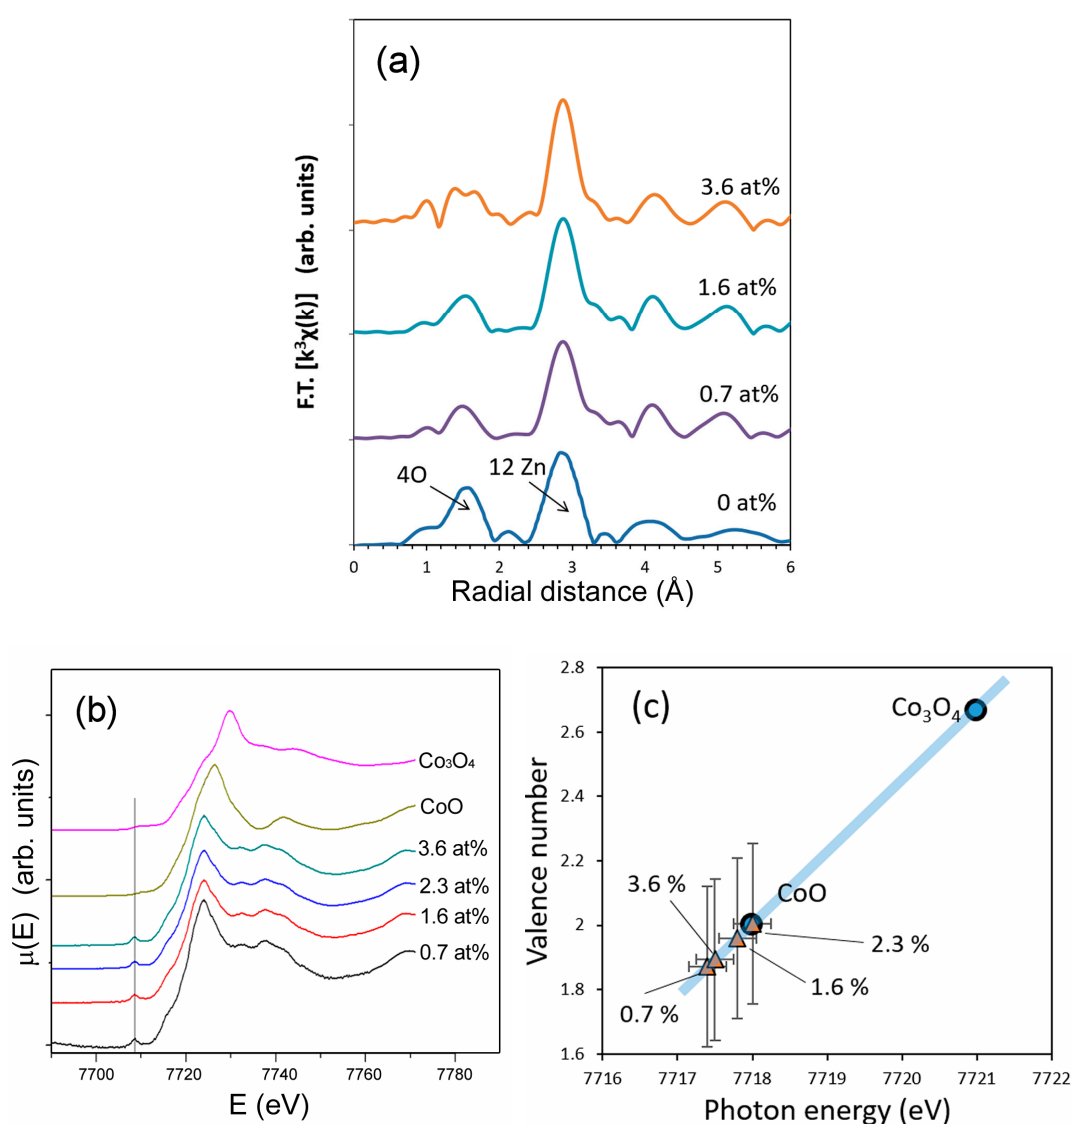 (a)
F.T. [k³χ(k)] (arb. units)
3.6 at%
1.6 at%
0.7 at%
4O
12 Zn
0 at%
0 1 2 3 4 5 6
Radial distance (Å)
(b)
μ(E) (arb. units)
Co₃O₄
CoO
3.6 at%
2.3 at%
1.6 at%
0.7 at%
7700 7720 7740 7760 7780
E (eV)
(c)
Valence number
2.8
2.6
2.4
2.2
2
1.8
1.6
Co₃O₄
CoO
3.6 %
2.3 %
1.6 %
0.7 %
7716 7717 7718 7719 7720 7721 7722
Photon energy (eV)